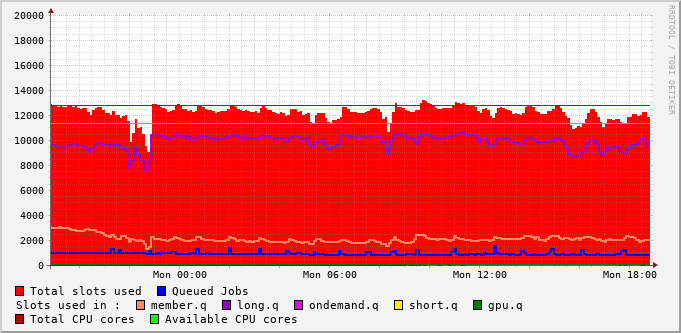 20000
18000
16000
14000
12000
10000
8000
6000
4000
2000
0
Mon 00:00 Mon 06:00 Mon 12:00 Mon 18:00
RRDTOOL / TOBI OETIKER
Total slots used Queued Jobs
Slots used in : member.q long.q ondemand.q short.q gpu.q
Total CPU cores Available CPU cores